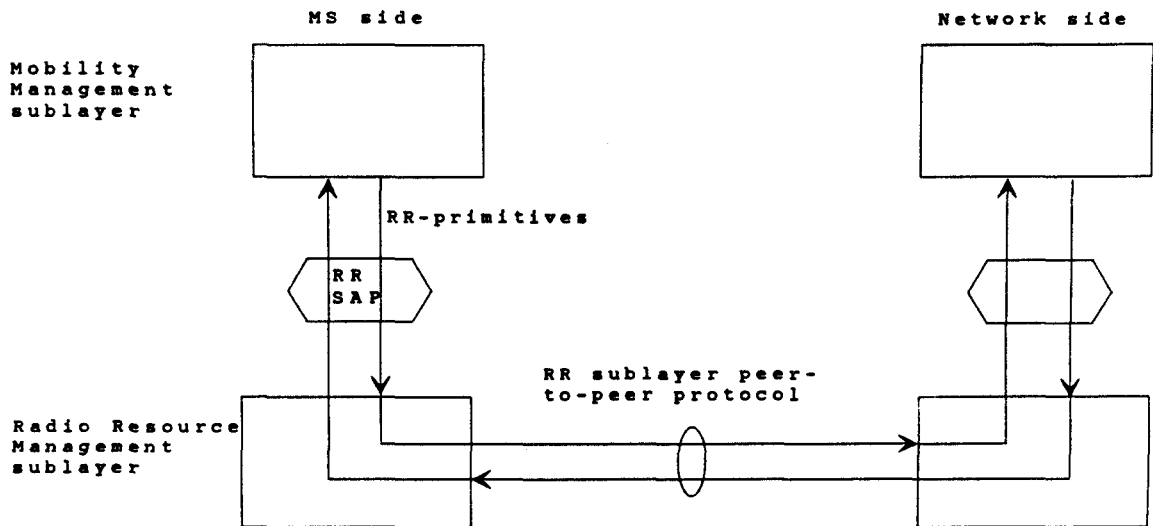 MS side
Network side
Mobility
Management
sublayer
RR-primitives
RR
SAP
RR sublayer peer-
to-peer protocol
Radio Resource
Management
sublayer